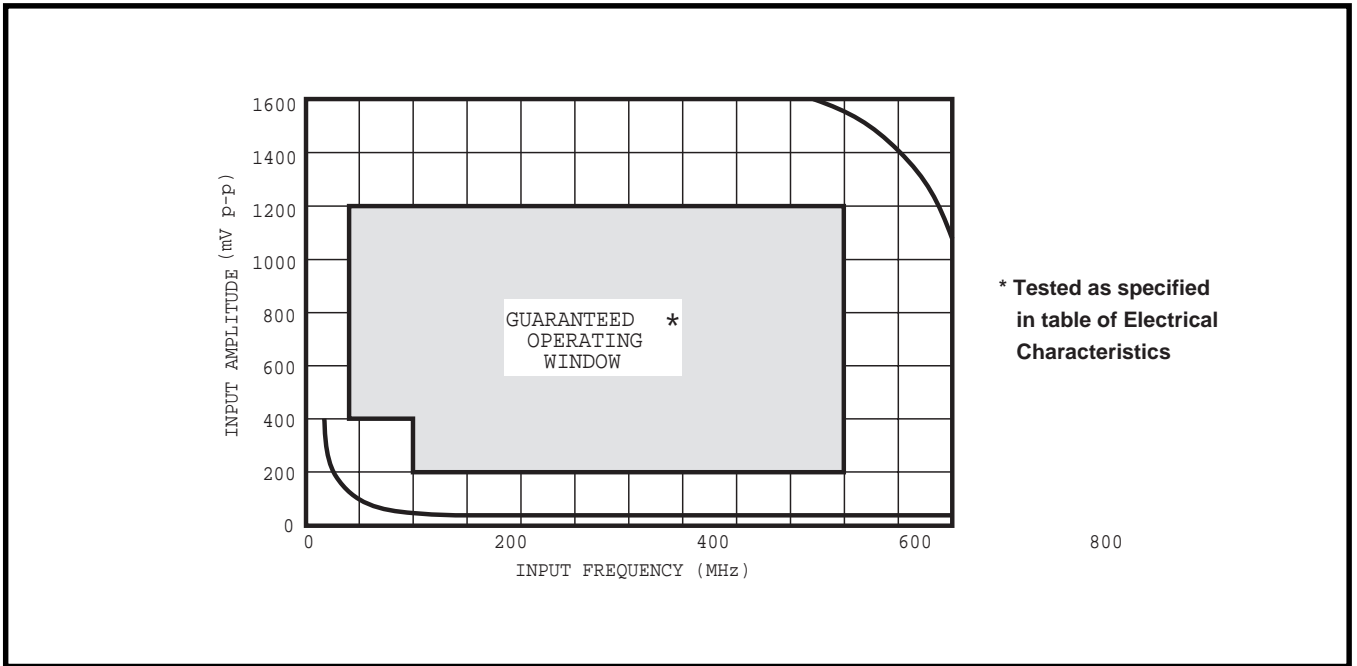 1600
1400
1200
1000
800
600
400
200
0
INPUT AMPLITUDE (mV p-p)
GUARANTEED *
OPERATING
WINDOW
* Tested as specified
in table of Electrical
Characteristics
0 200 400 600 800
INPUT FREQUENCY (MHz)